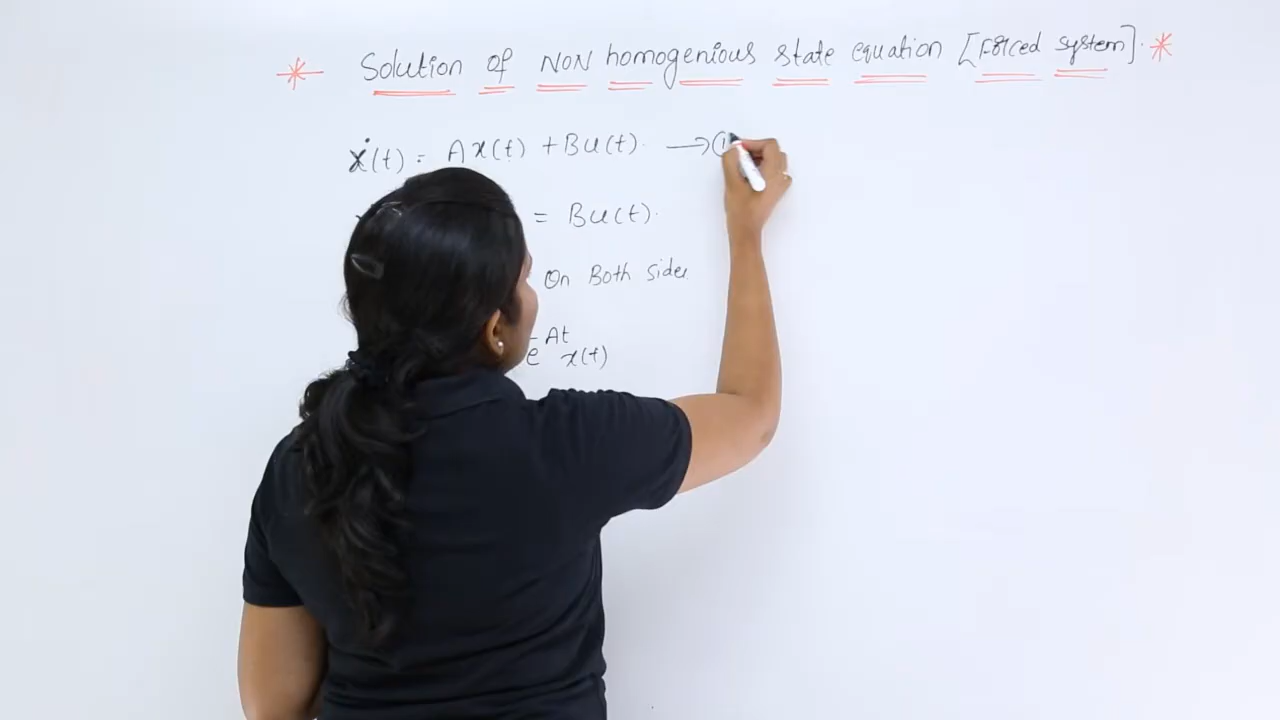 * Solution of NON homogenious state equation [Forced system]. *
ẋ(t) = Ax(t) + Bu(t). → ①
= Bu(t).
On Both sides
e^-At x(t)